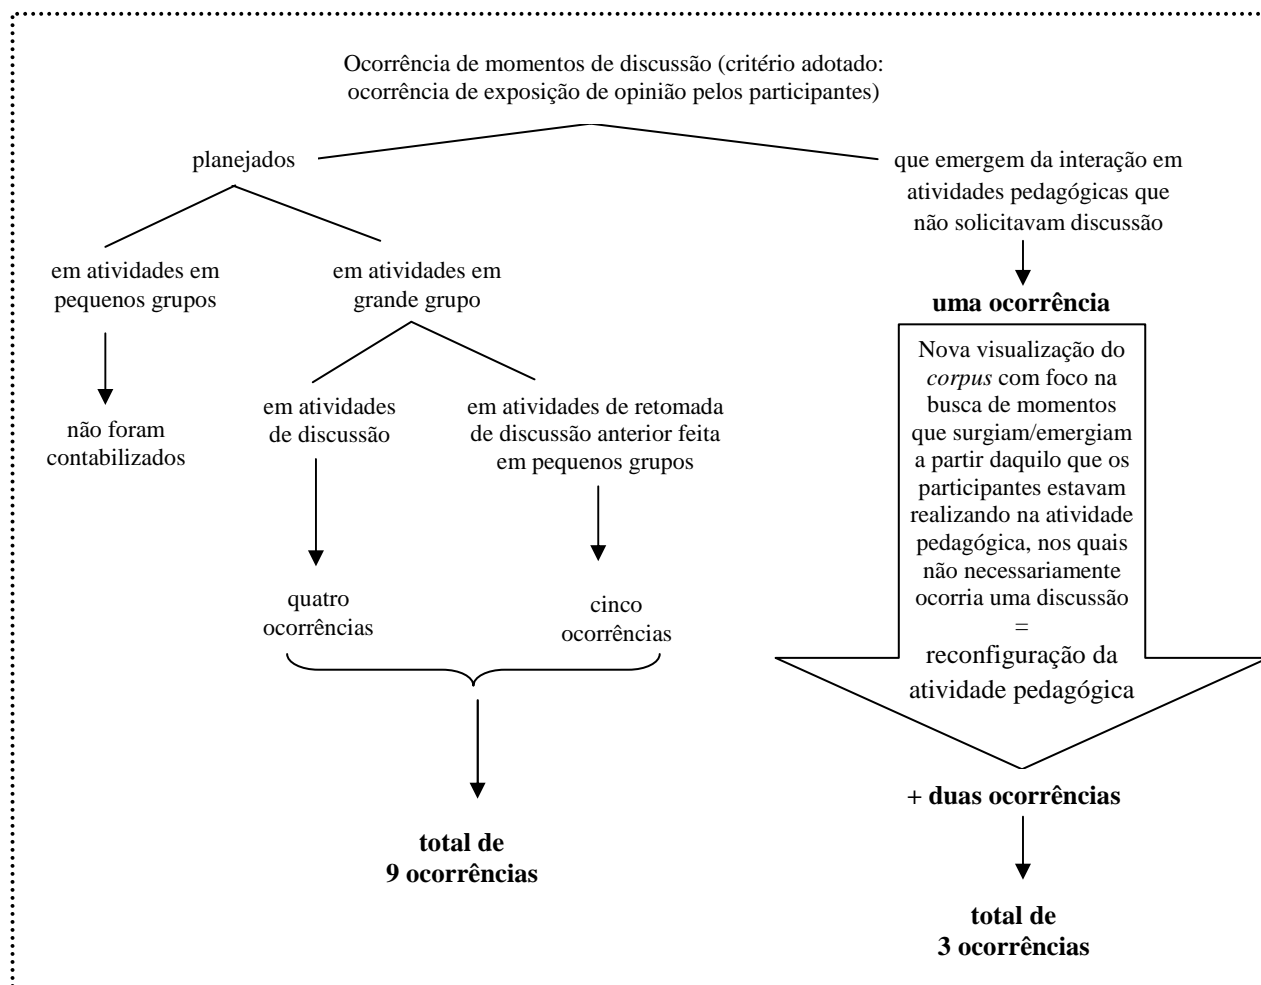 Ocorrência de momentos de discussão (critério adotado:
ocorrência de exposição de opinião pelos participantes)
planejados
que emergem da interação em
atividades pedagógicas que
não solicitavam discussão
em atividades em
pequenos grupos
em atividades em
grande grupo
uma ocorrência
não foram
contabilizados
em atividades
de discussão
em atividades de retomada
de discussão anterior feita
em pequenos grupos
Nova visualização do
corpus com foco na
busca de momentos
que surgiam/emergiam
a partir daquilo que os
participantes estavam
realizando na atividade
pedagógica, nos quais
não necessariamente
ocorria uma discussão
=
reconfiguração da
atividade pedagógica
quatro
ocorrências
cinco
ocorrências
+ duas ocorrências
total de
9 ocorrências
total de
3 ocorrências